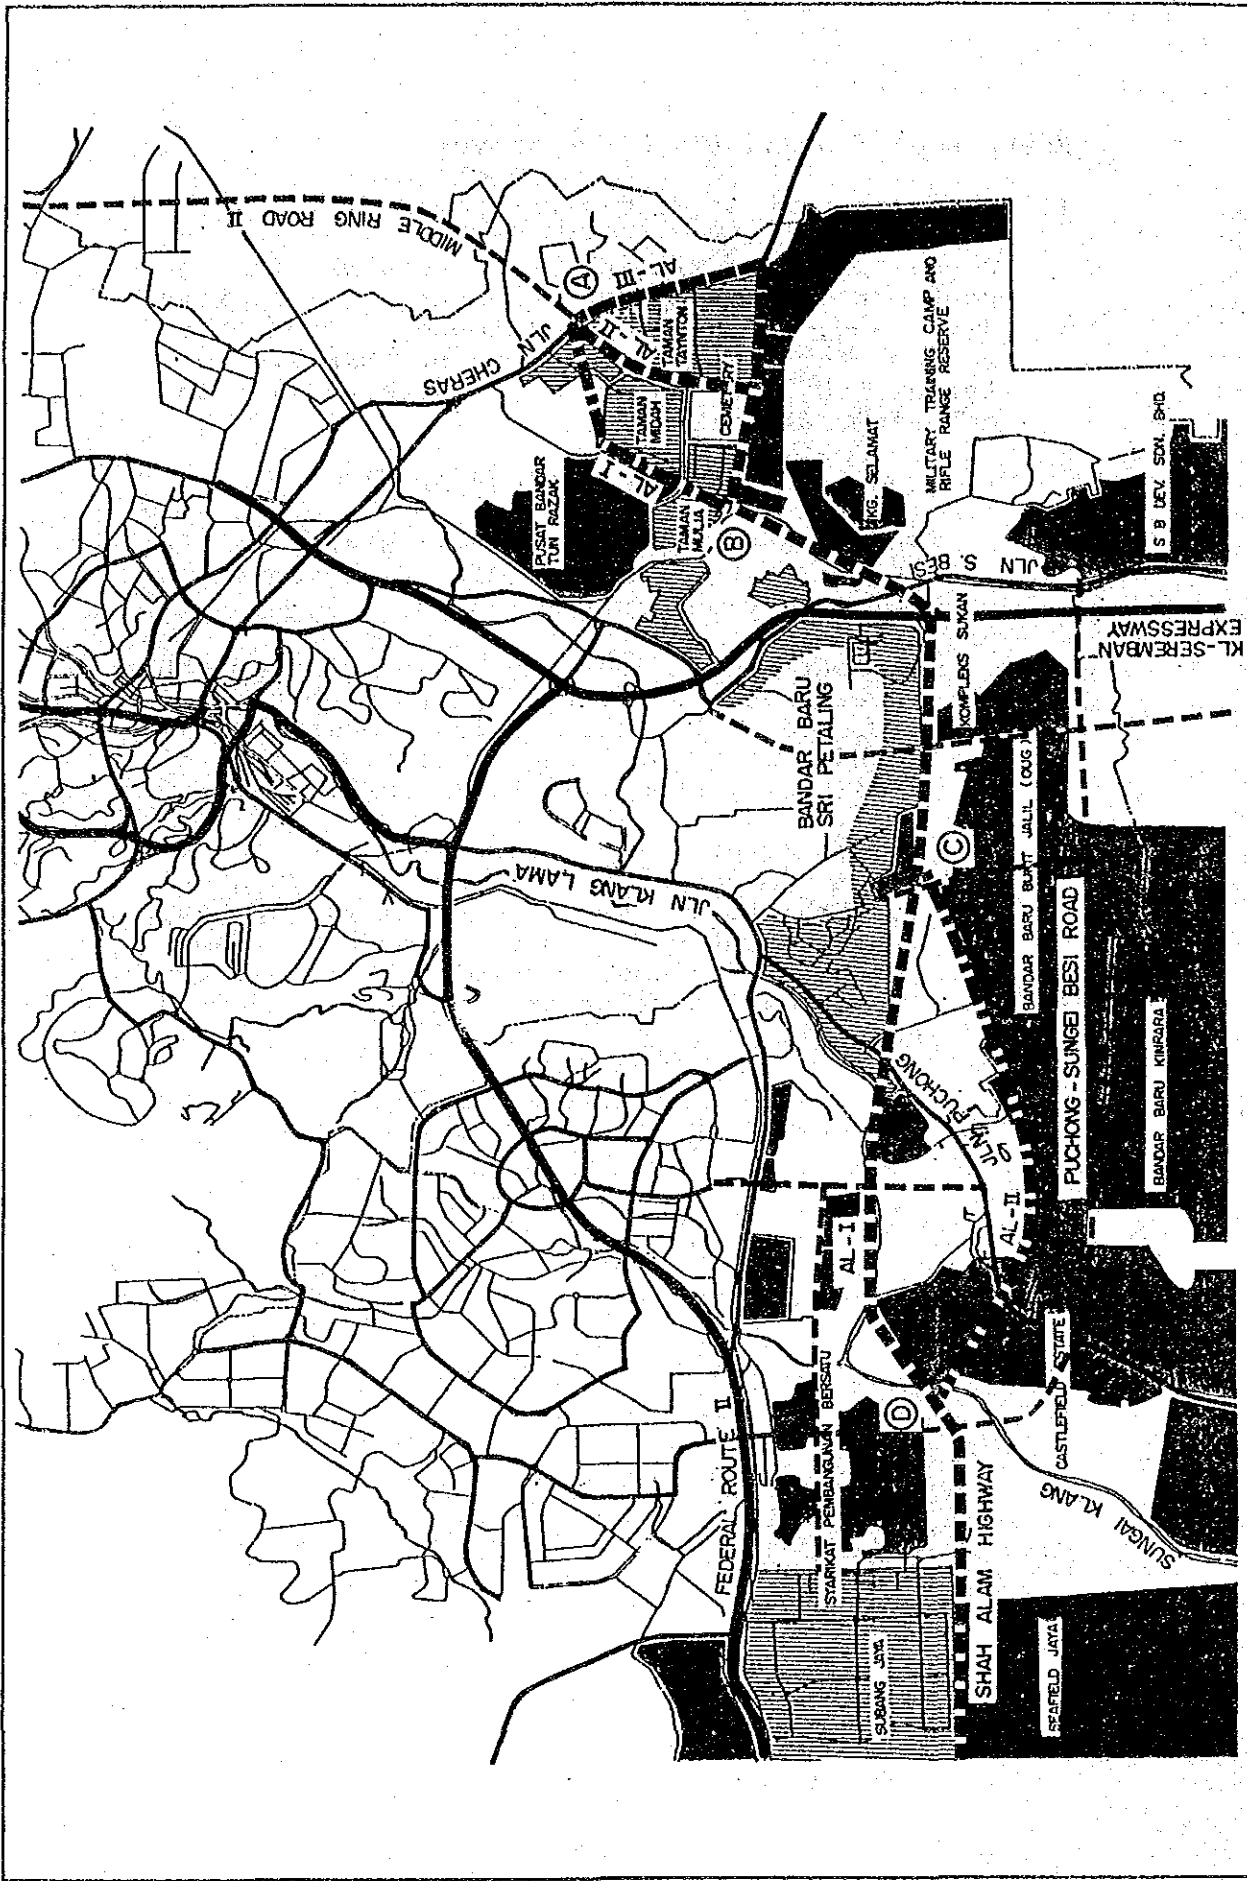 MIDDLE RING ROAD II
JLN CHERAS
A
AL-III
AL-II
TAMAN
TAYNTON
AL-I
TAMAN
MIDAH
CEMETERY
PUSAT BANDAR
TUN RAZAK
TAMAN
MULIA
B
KG. SELAMAT
MILITARY TRAINING CAMP AND
RIFLE RANGE RESERVE
S B DEV. SDN. BHD.
JLN S. BESI
KL-SEREMBAN
EXPRESSWAY
KOMPLEKS SUKAN
BANDAR BARU
SRI PETALING
JLN KLANG LAMA
C
BANDAR BARU BUKIT JALIL (OUG)
PUCHONG-SUNGEI BESI ROAD
BANDAR BARU KINRARA
JLN PUCHONG
AL-II
AL-I
FEDERAL ROUTE II
SYARIKAT PEMBANGUNAN BERSATU
D
CASTLEFIELD ESTATE
SUNGAI KLANG
SHAH ALAM HIGHWAY
SUBANG JAYA
SEAFIELD JAYA